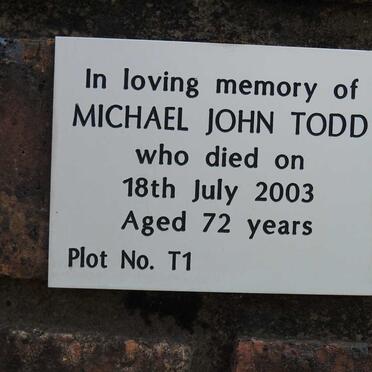 In loving memory of
MICHAEL JOHN TODD
who died on
18th July 2003
Aged 72 years
Plot No. T1